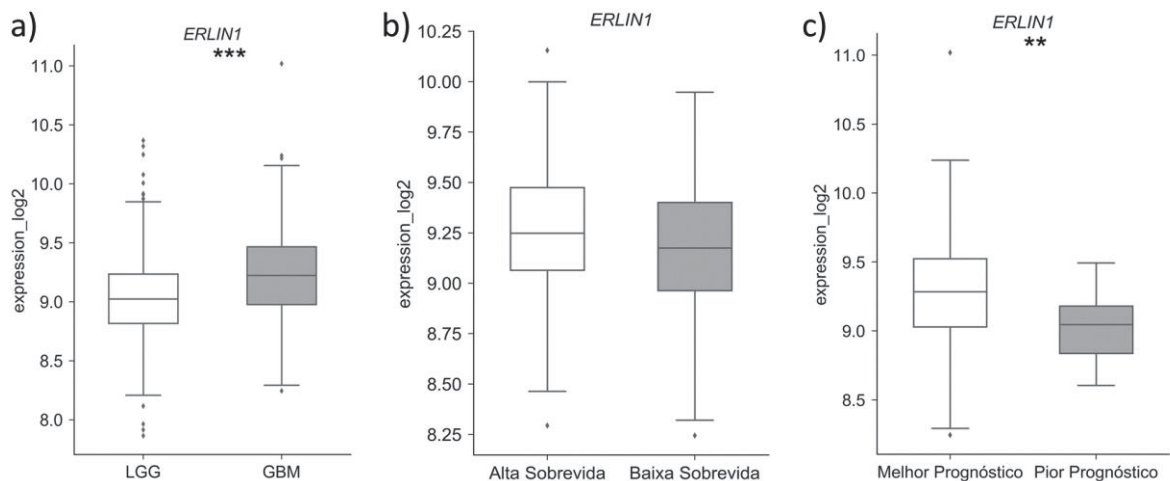 a)
ERLIN1
***
expression_log2
11.0
10.5
10.0
9.5
9.0
8.5
8.0
LGG GBM
b)
ERLIN1
expression_log2
10.25
10.00
9.75
9.50
9.25
9.00
8.75
8.50
8.25
Alta Sobrevida Baixa Sobrevida
c)
ERLIN1
**
expression_log2
11.0
10.5
10.0
9.5
9.0
8.5
Melhor Prognóstico Pior Prognóstico